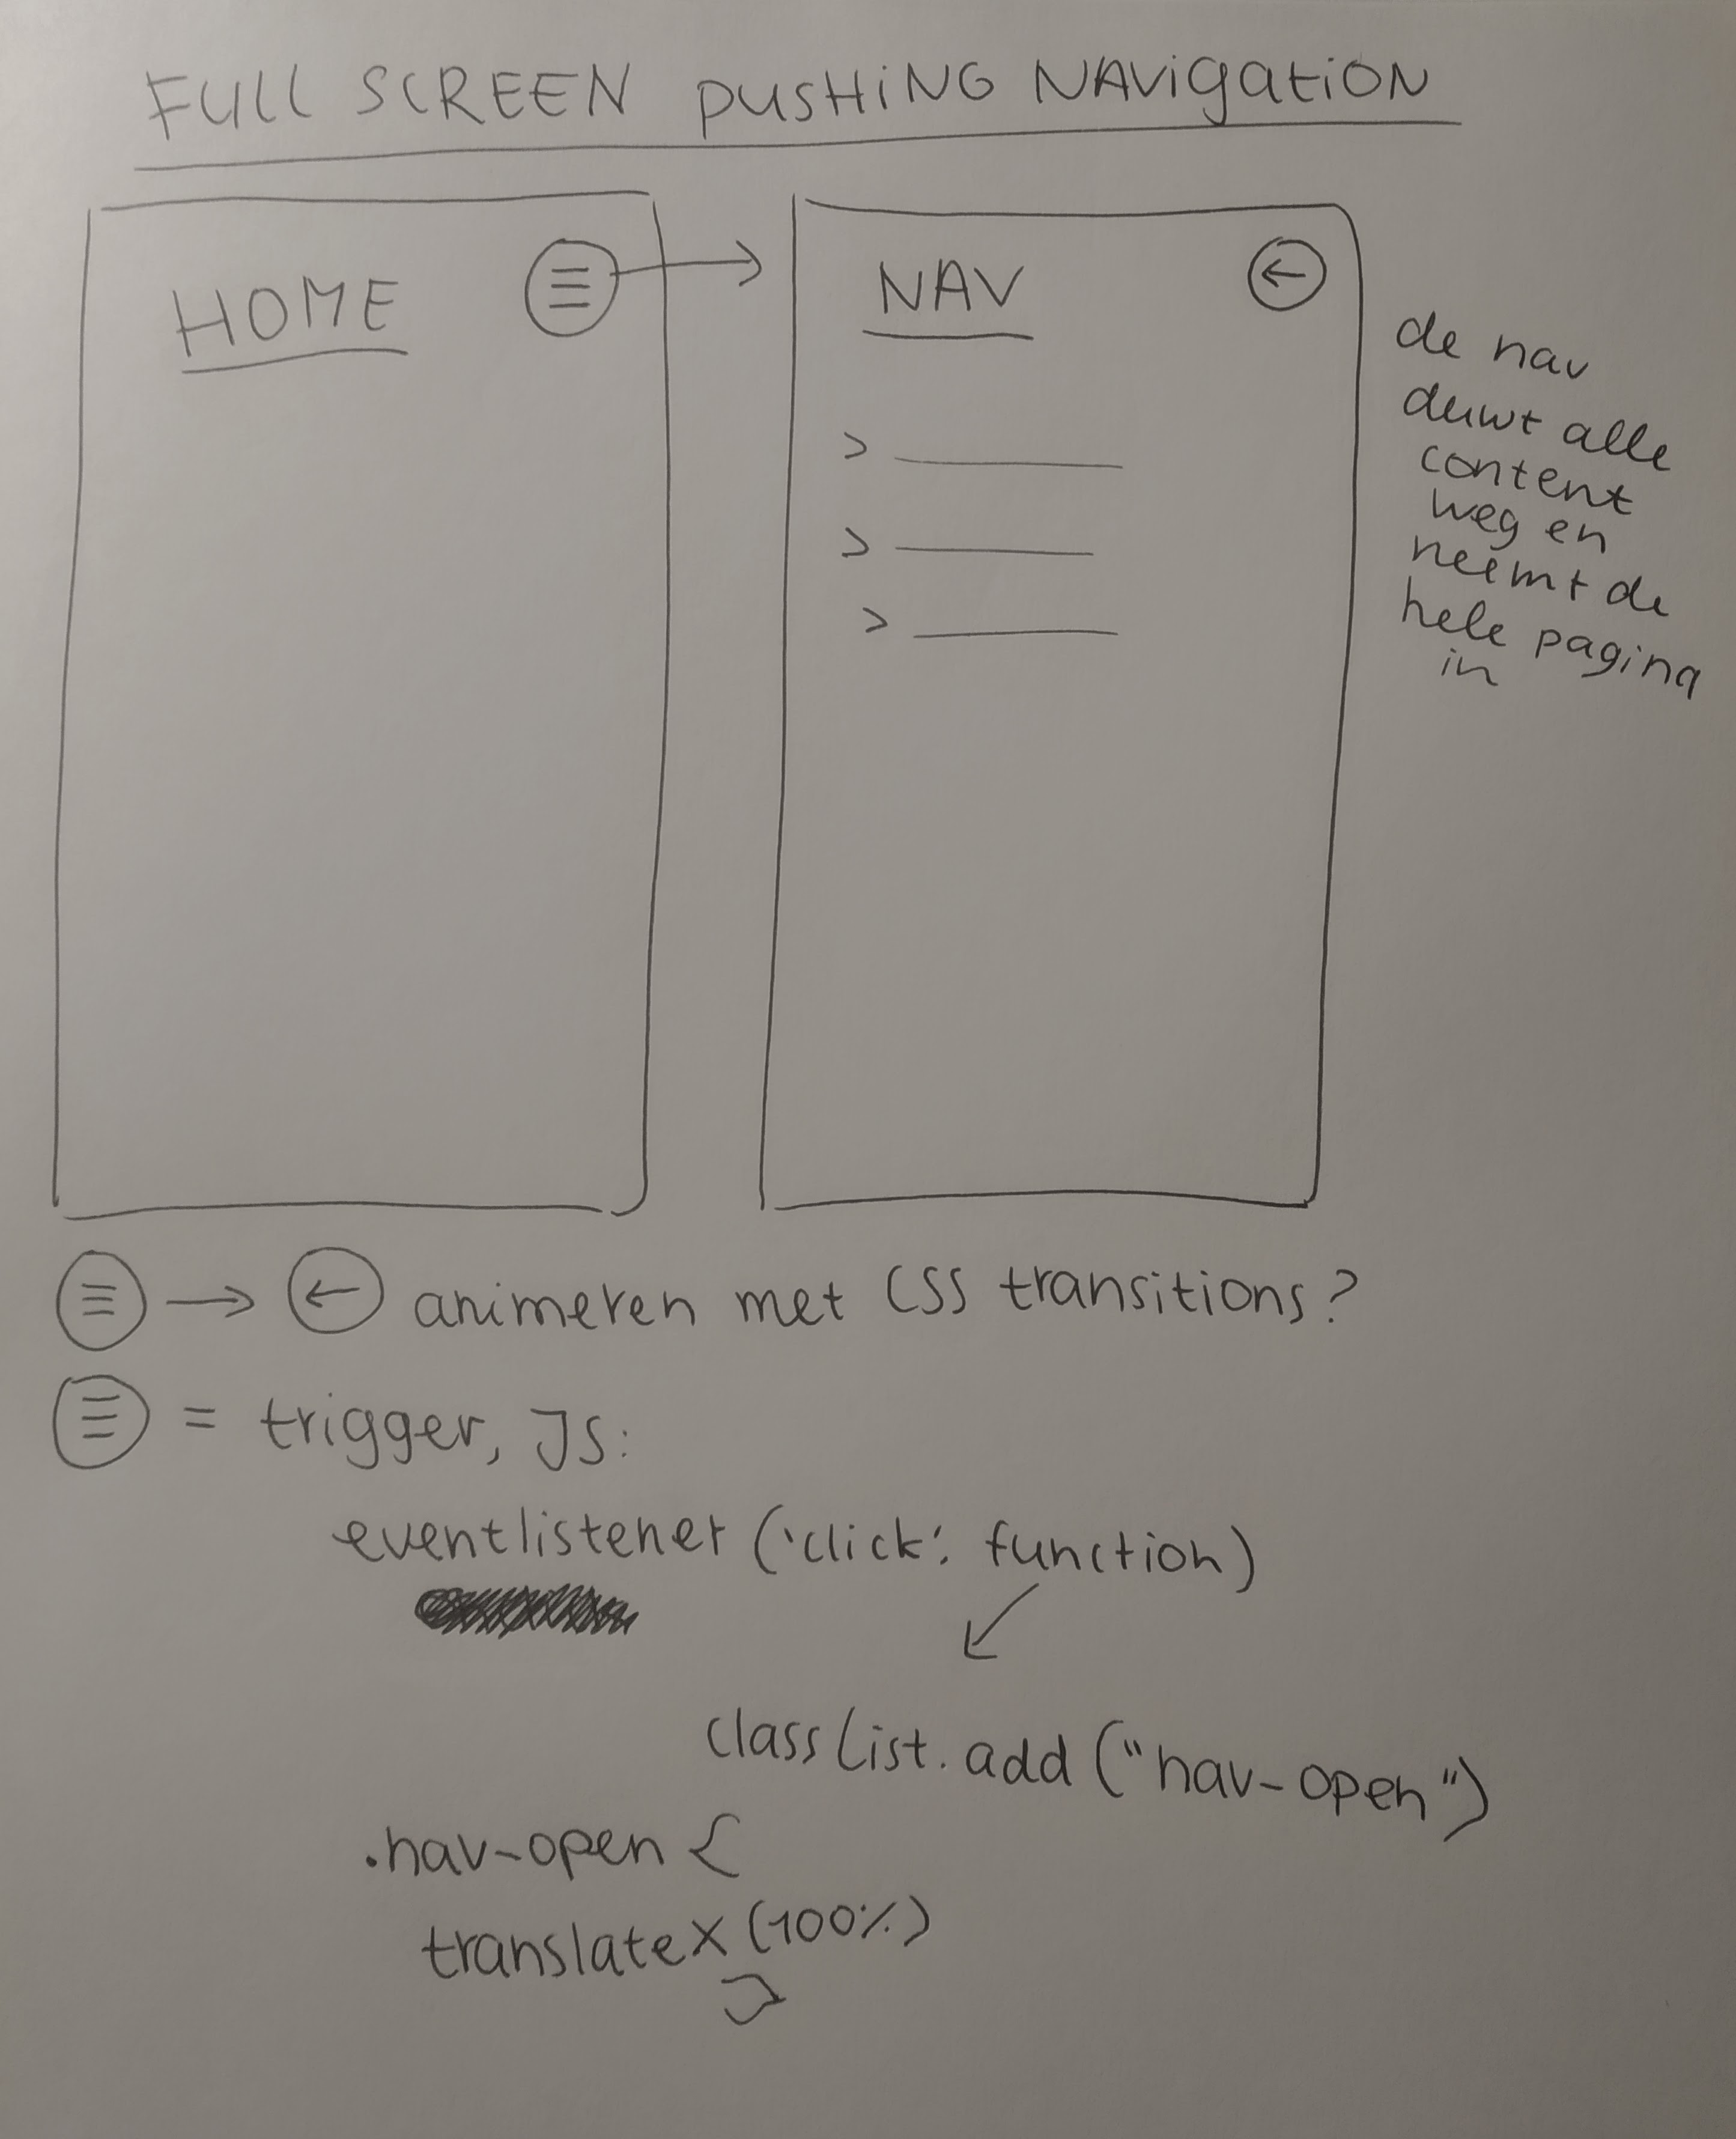 FULL SCREEN PUSHiNG NAVigatiON
HOME
NAV
de nav
duwt alle
content
weg en
neemt de
hele pagina
in
animeren met CSS transitions?
= trigger, JS:
eventlistener ('click', function)
classList.add ("nav-open")
.nav-open {
translatex (100%)
}